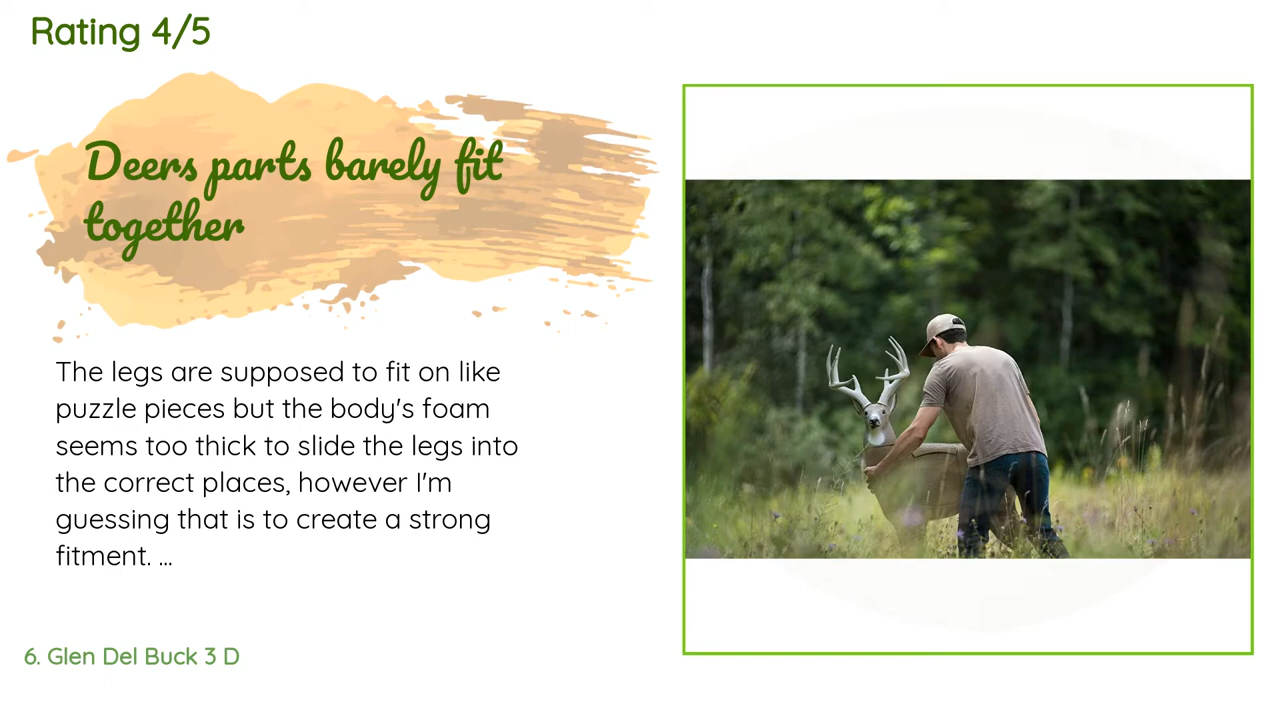 Rating 4/5
Deers parts barely fit
together
The legs are supposed to fit on like
puzzle pieces but the body's foam
seems too thick to slide the legs into
the correct places, however I'm
guessing that is to create a strong
fitment. ...
6. Glen Del Buck 3 D